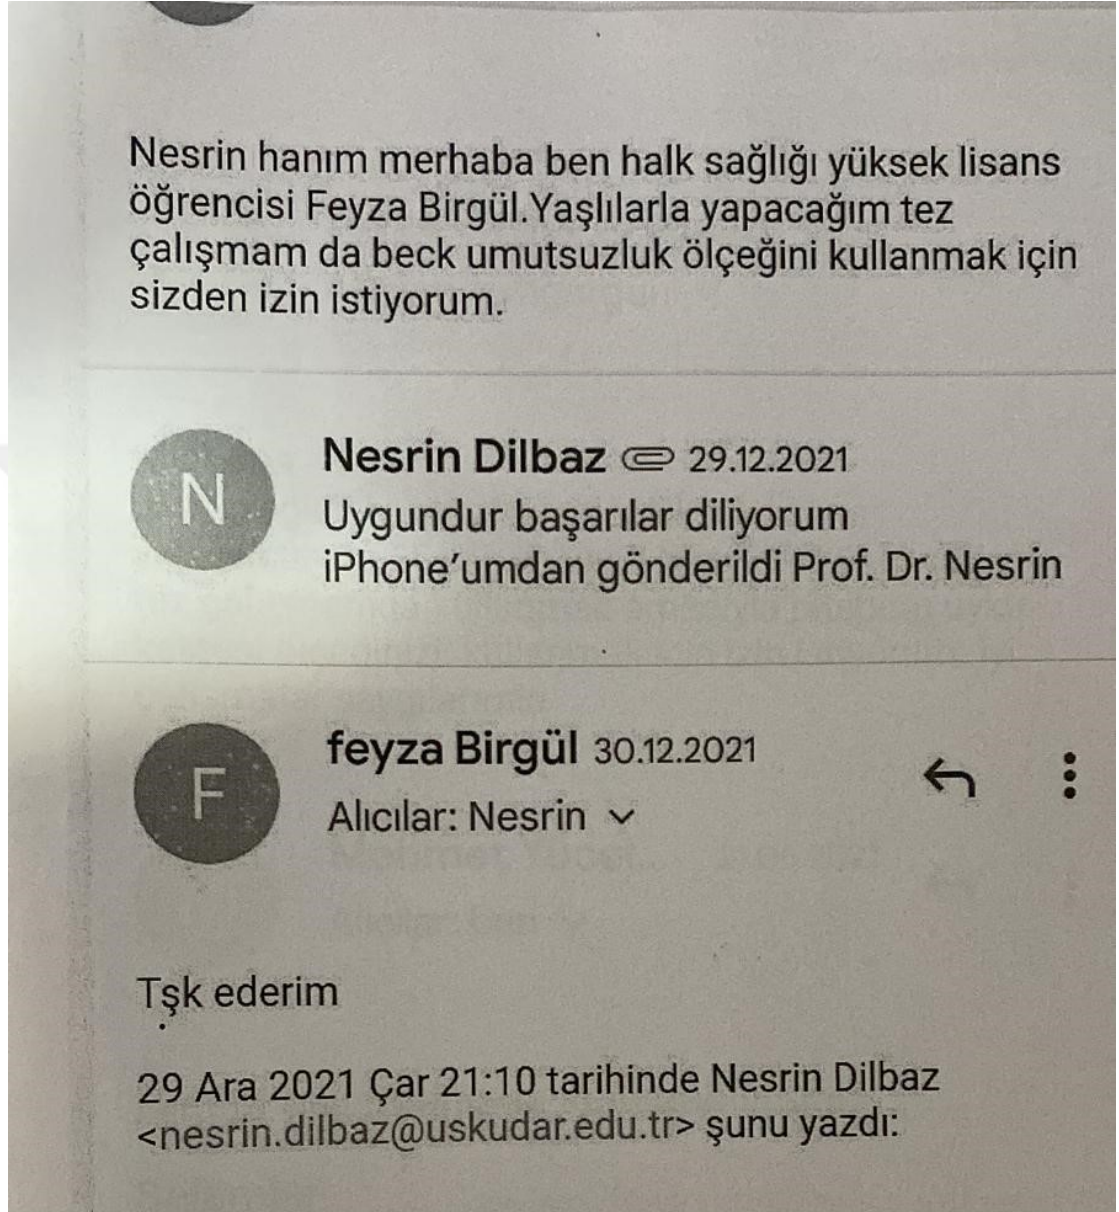 Nesrin hanım merhaba ben halk sağlığı yüksek lisans
öğrencisi Feyza Birgül.Yaşlılarla yapacağım tez
çalışmam da beck umutsuzluk ölçeğini kullanmak için
sizden izin istiyorum.
N
Nesrin Dilbaz 29.12.2021
Uygundur başarılar diliyorum
iPhone'umdan gönderildi Prof. Dr. Nesrin
F
feyza Birgül 30.12.2021
Alıcılar: Nesrin
Tşk ederim
29 Ara 2021 Çar 21:10 tarihinde Nesrin Dilbaz
<nesrin.dilbaz@uskudar.edu.tr> şunu yazdı: